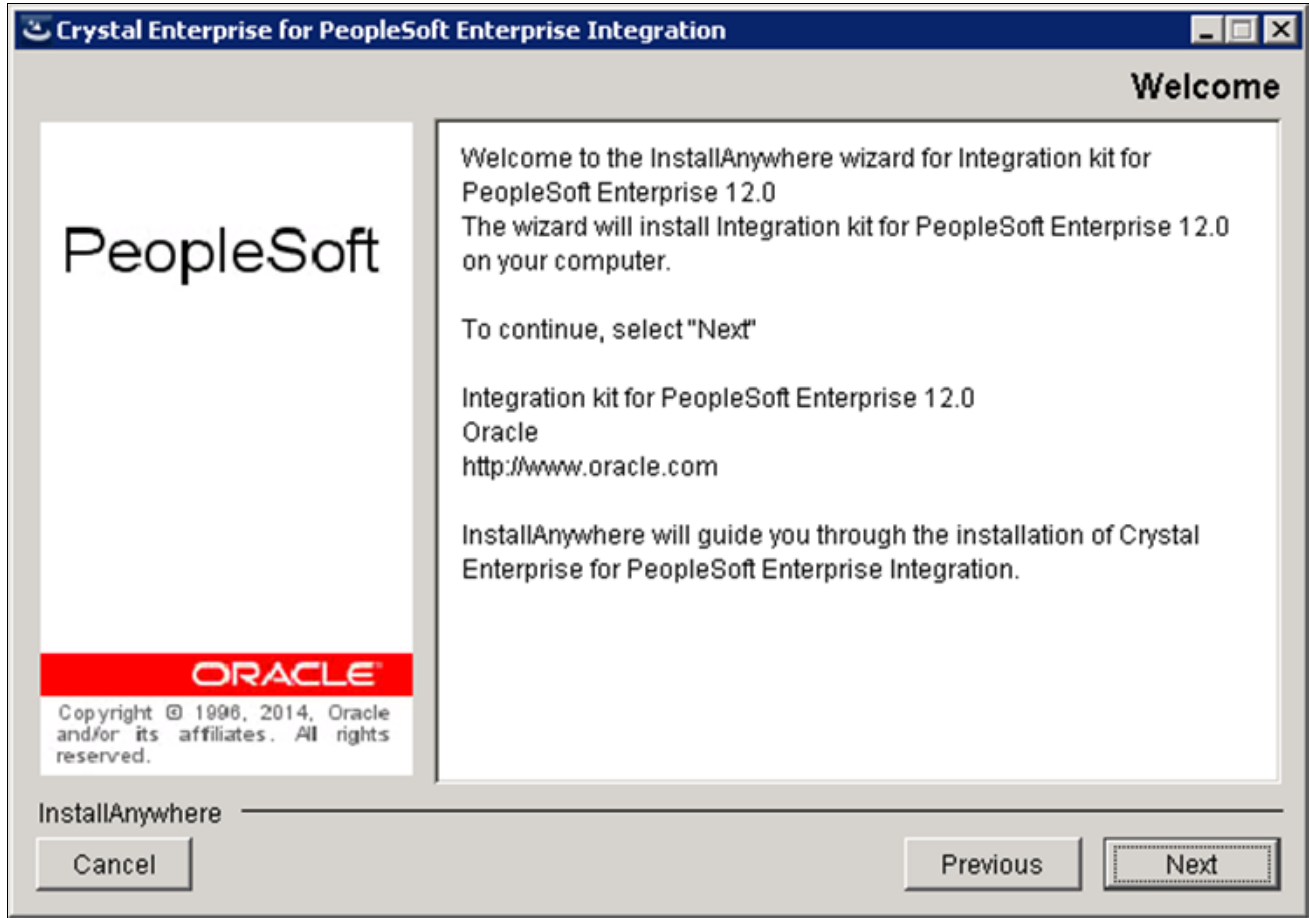 Crystal Enterprise for PeopleSoft Enterprise Integration
Welcome
PeopleSoft
ORACLE
Copyright © 1996, 2014, Oracle
and/or its affiliates. All rights
reserved.
Welcome to the InstallAnywhere wizard for Integration kit for
PeopleSoft Enterprise 12.0
The wizard will install Integration kit for PeopleSoft Enterprise 12.0
on your computer.
To continue, select "Next"
Integration kit for PeopleSoft Enterprise 12.0
Oracle
http://www.oracle.com
InstallAnywhere will guide you through the installation of Crystal
Enterprise for PeopleSoft Enterprise Integration.
InstallAnywhere
Cancel
Previous
Next